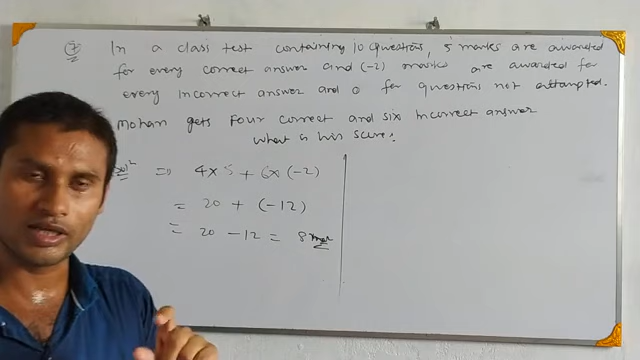 7 In a class test containing 10 questions, 5 marks are awarded
for every correct answer and (-2) marks are awarded for
every incorrect answer and 0 for questions not attempted.
Mohan gets four correct and six incorrect answer
what is his score?
Sol² => 4 x 5 + 6 x (-2)
= 20 + (-12)
= 20 - 12 = 8